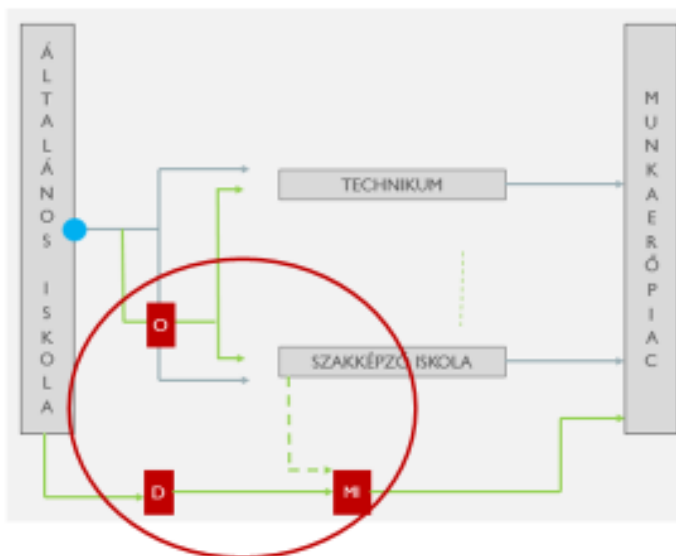 ÁLTALÁNOS ISKOLA
TECHNIKUM
MUNKAERŐPIAC
O
SZAKKÉPZŐ ISKOLA
D
MI